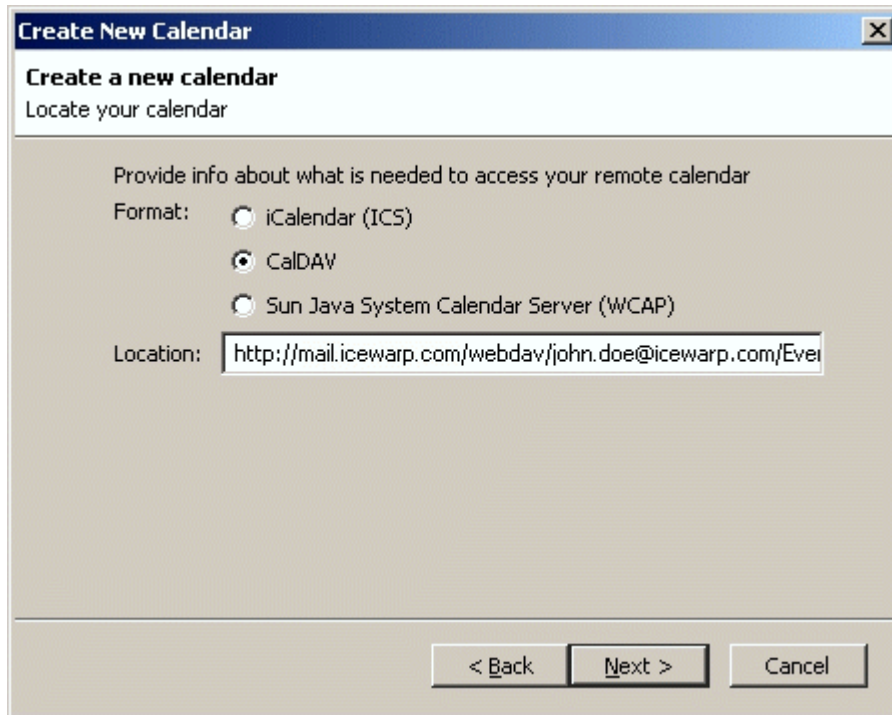 Create New Calendar
Create a new calendar
Locate your calendar
Provide info about what is needed to access your remote calendar
Format:
iCalendar (ICS)
CalDAV
Sun Java System Calendar Server (WCAP)
Location: http://mail.icewarp.com/webdav/john.doe@icewarp.com/Ever
< Back Next > Cancel